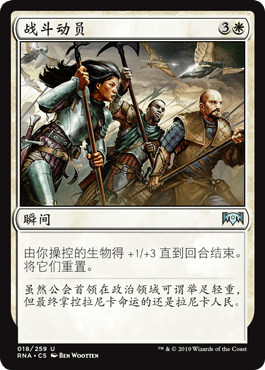 战斗动员 3
瞬间
由你操控的生物得 +1/+3 直到回合结束。
将它们重置。
虽然公会首领在政治领域可谓举足轻重，
但最终掌控拉尼卡命运的还是拉尼卡人民。
018/259 U
RNA • CS BEN WOOTTEN
™ & © 2019 Wizards of the Coast